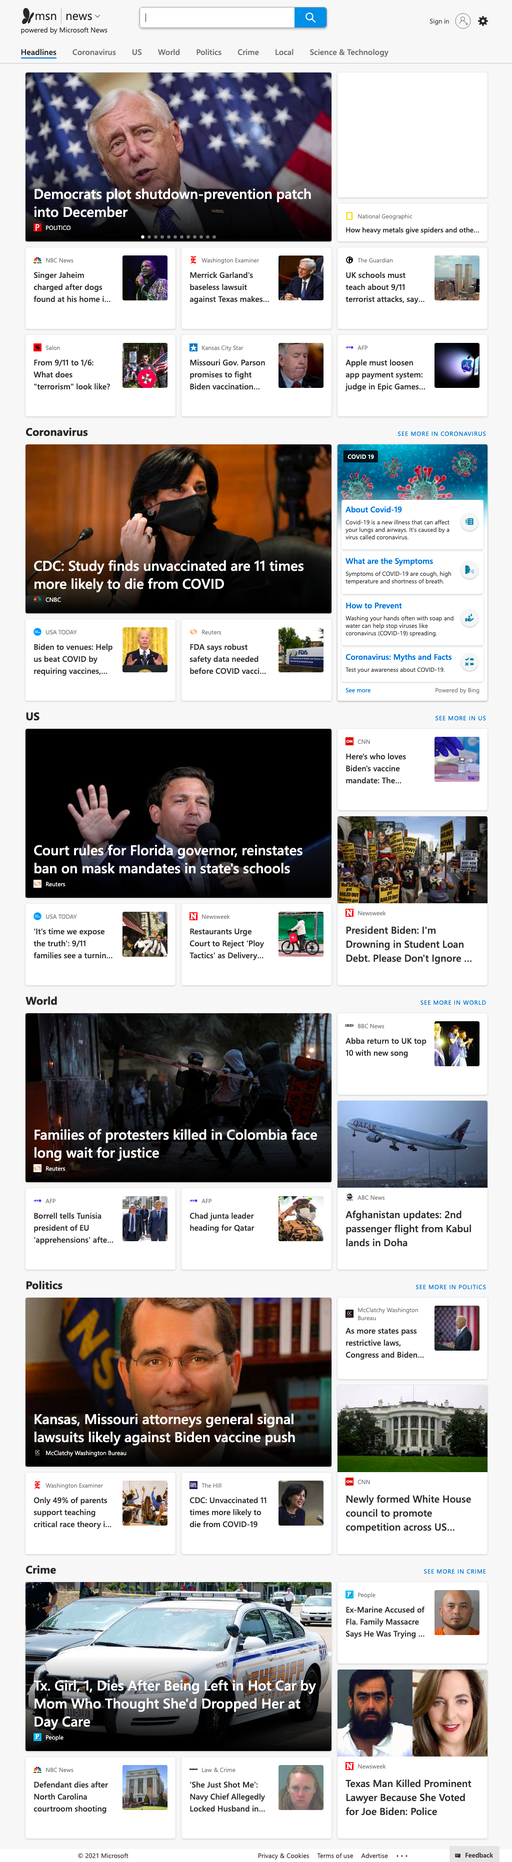 msn | news
powered by Microsoft News
Sign in
Headlines
Coronavirus
US
World
Politics
Crime
Local
Science & Technology
Democrats plot shutdown-prevention patch
into December
POLITICO
National Geographic
How heavy metals give spiders and othe...
NBC News
Singer Jaheim
charged after dogs
found at his home i...
Washington Examiner
Merrick Garland's
baseless lawsuit
against Texas makes...
The Guardian
UK schools must
teach about 9/11
terrorist attacks, say...
Salon
From 9/11 to 1/6:
What does
"terrorism" look like?
Kansas City Star
Missouri Gov. Parson
promises to fight
Biden vaccination...
AFP
Apple must loosen
app payment system:
judge in Epic Games...
Coronavirus
SEE MORE IN CORONAVIRUS
CDC: Study finds unvaccinated are 11 times
more likely to die from COVID
CNBC
COVID 19
About Covid-19
Covid-19 is a new illness that can affect
your lungs and airways. It's caused by a
virus called coronavirus.
What are the Symptoms
Symptoms of COVID-19 are cough, high
temperature and shortness of breath.
How to Prevent
Washing your hands often with soap and
water can help stop viruses like
coronavirus (COVID-19) spreading.
Coronavirus: Myths and Facts
Test your awareness about COVID-19.
See more
Powered by Bing
USA TODAY
Biden to venues: Help
us beat COVID by
requiring vaccines,...
Reuters
FDA says robust
safety data needed
before COVID vacci...
FDA
US
SEE MORE IN US
Court rules for Florida governor, reinstates
ban on mask mandates in state's schools
Reuters
CNN
Here's who loves
Biden's vaccine
mandate: The...
USA TODAY
'It's time we expose
the truth': 9/11
families see a turnin...
Newsweek
Restaurants Urge
Court to Reject 'Ploy
Tactics' as Delivery...
Newsweek
President Biden: I'm
Drowning in Student Loan
Debt. Please Don't Ignore ...
World
SEE MORE IN WORLD
Families of protesters killed in Colombia face
long wait for justice
Reuters
BBC News
Abba return to UK top
10 with new song
QATAR
AFP
Borrell tells Tunisia
president of EU
'apprehensions' afte...
AFP
Chad junta leader
heading for Qatar
ABC News
Afghanistan updates: 2nd
passenger flight from Kabul
lands in Doha
Politics
SEE MORE IN POLITICS
Kansas, Missouri attorneys general signal
lawsuits likely against Biden vaccine push
McClatchy Washington Bureau
McClatchy Washington
Bureau
As more states pass
restrictive laws,
Congress and Biden...
Washington Examiner
Only 49% of parents
support teaching
critical race theory i...
The Hill
CDC: Unvaccinated 11
times more likely to
die from COVID-19
CNN
Newly formed White House
council to promote
competition across US...
Crime
SEE MORE IN CRIME
SHERIFF
Tx. Girl, 1, Dies After Being Left in Hot Car by
Mom Who Thought She'd Dropped Her at
Day Care
People
People
Ex-Marine Accused of
Fla. Family Massacre
Says He Was Trying ...
NBC News
Defendant dies after
North Carolina
courtroom shooting
Law & Crime
'She Just Shot Me':
Navy Chief Allegedly
Locked Husband in...
Newsweek
Texas Man Killed Prominent
Lawyer Because She Voted
for Joe Biden: Police
© 2021 Microsoft
Privacy & Cookies
Terms of use
Advertise
...
Feedback